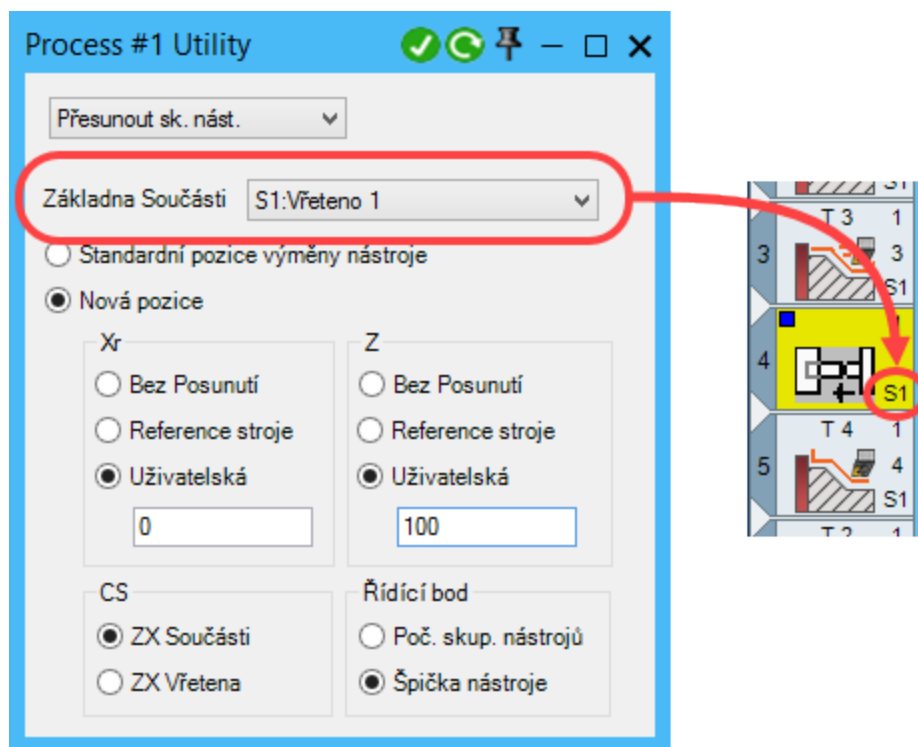 Process #1 Utility
Přesunout sk. nást.
Základna Součásti S1:Vřeteno 1
Standardní pozice výměny nástroje
Nová pozice
Xr
Bez Posunutí
Reference stroje
Uživatelská
0
Z
Bez Posunutí
Reference stroje
Uživatelská
100
CS
ZX Součásti
ZX Vřetena
Řídící bod
Poč. skup. nástrojů
Špička nástroje
S1
T 3 1
3 3
S1
4
S1
T 4 1
5 4
S1
T 2 1